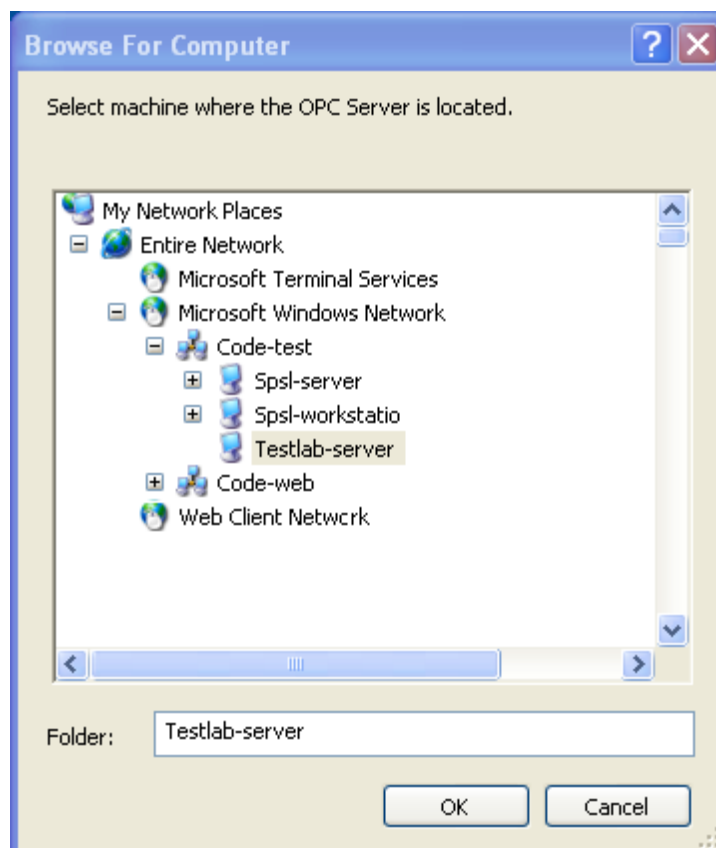 Browse For Computer
Select machine where the OPC Server is located.
My Network Places
Entire Network
Microsoft Terminal Services
Microsoft Windows Network
Code-test
Spsl-server
Spsl-workstatio
Testlab-server
Code-web
Web Client Netwcrk
Folder: Testlab-server
OK Cancel